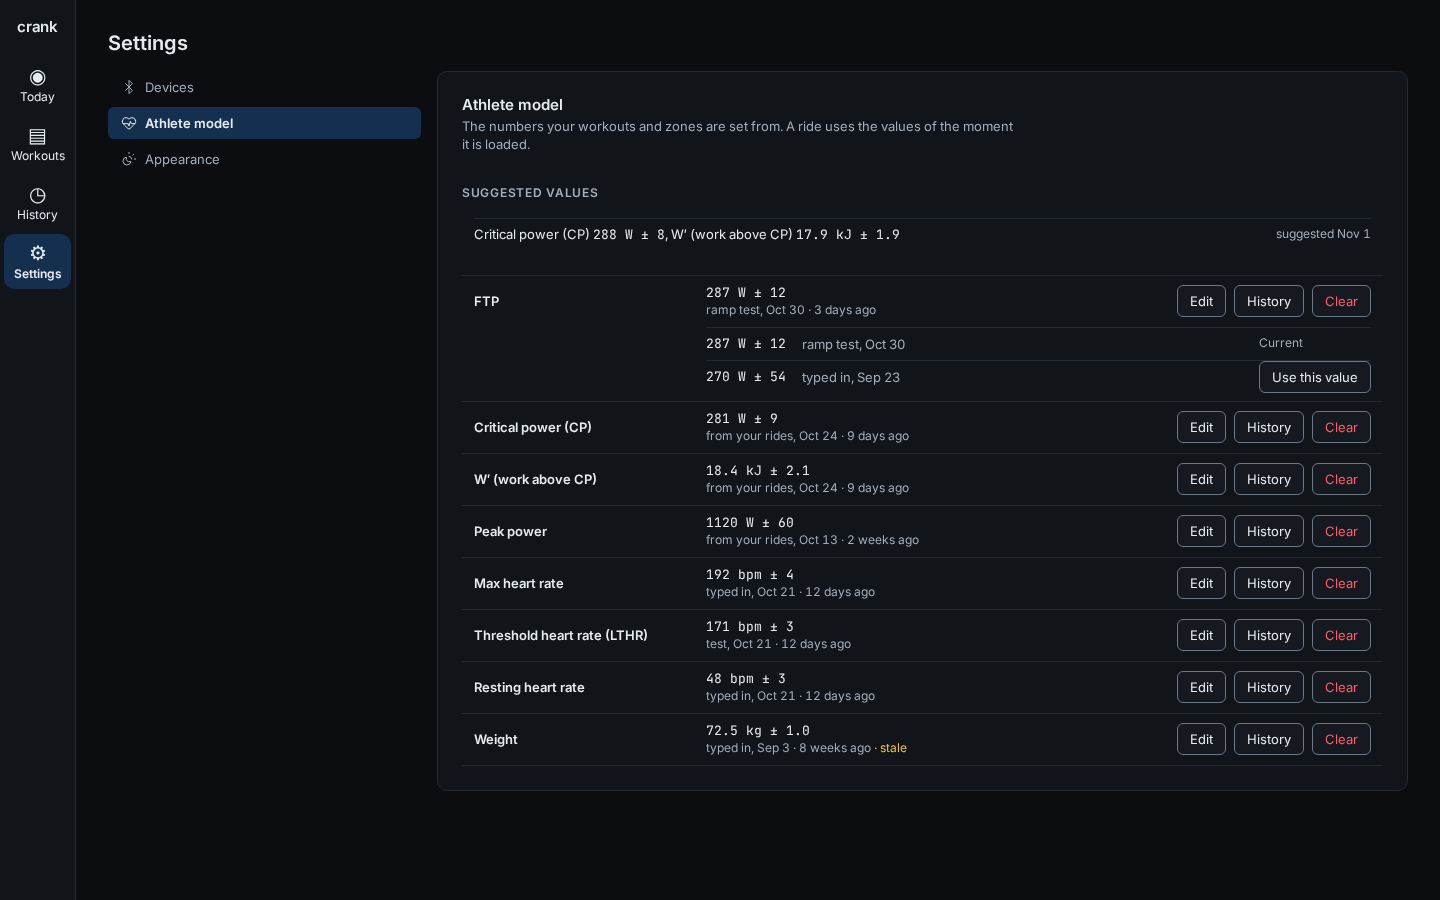 crank
Today
Workouts
History
Settings
Settings
Devices
Athlete model
Appearance
Athlete model
The numbers your workouts and zones are set from. A ride uses the values of the moment
it is loaded.
SUGGESTED VALUES
Critical power (CP) 288 W ± 8, W′ (work above CP) 17.9 kJ ± 1.9 suggested Nov 1
FTP
287 W ± 12
ramp test, Oct 30 · 3 days ago
Edit History Clear
287 W ± 12 ramp test, Oct 30 Current
270 W ± 54 typed in, Sep 23 Use this value
Critical power (CP)
281 W ± 9
from your rides, Oct 24 · 9 days ago
Edit History Clear
W′ (work above CP)
18.4 kJ ± 2.1
from your rides, Oct 24 · 9 days ago
Edit History Clear
Peak power
1120 W ± 60
from your rides, Oct 13 · 2 weeks ago
Edit History Clear
Max heart rate
192 bpm ± 4
typed in, Oct 21 · 12 days ago
Edit History Clear
Threshold heart rate (LTHR)
171 bpm ± 3
test, Oct 21 · 12 days ago
Edit History Clear
Resting heart rate
48 bpm ± 3
typed in, Oct 21 · 12 days ago
Edit History Clear
Weight
72.5 kg ± 1.0
typed in, Sep 3 · 8 weeks ago · stale
Edit History Clear